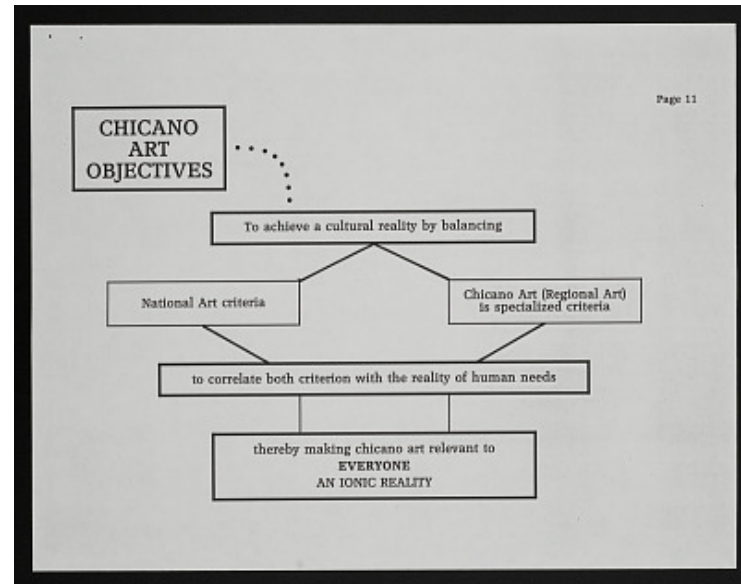 Page 11
CHICANO
ART
OBJECTIVES
To achieve a cultural reality by balancing
National Art criteria
Chicano Art (Regional Art)
is specialized criteria
to correlate both criterion with the reality of human needs
thereby making chicano art relevant to
EVERYONE
AN IONIC REALITY